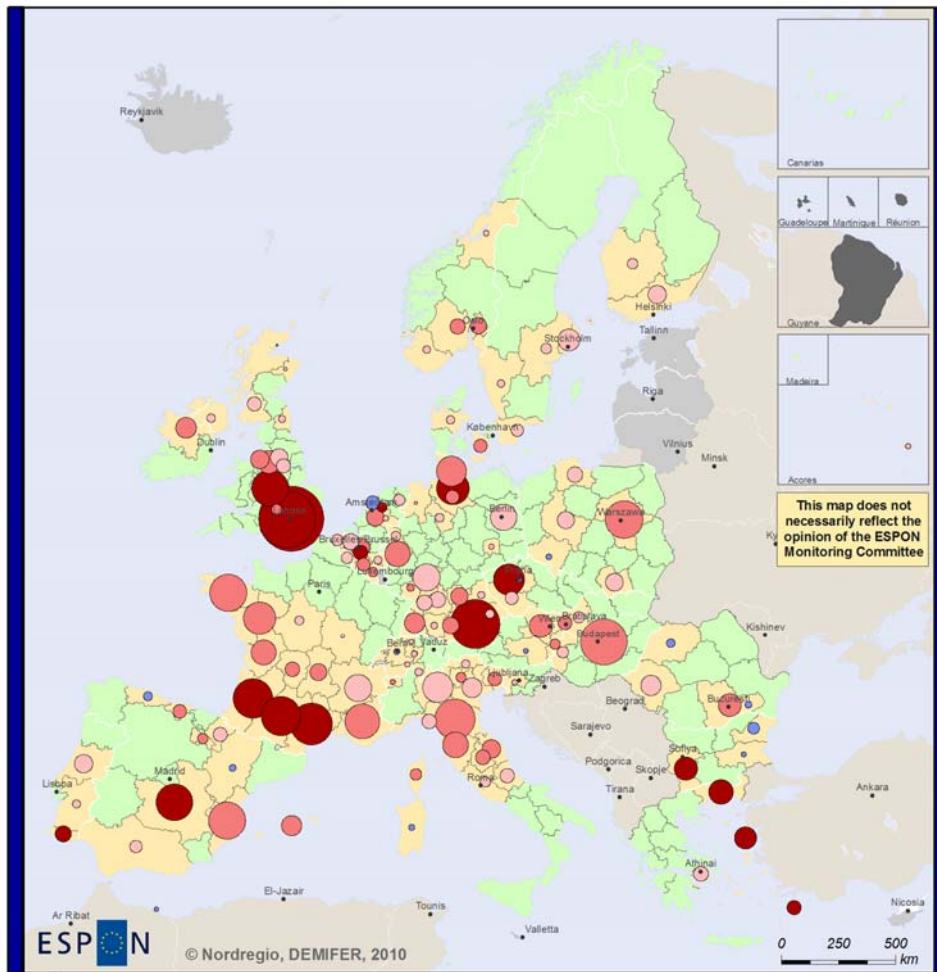 Reykjavik
Canarias
Guadeloupe Martinique Réunion
Guyane
Madeira
Acores
This map does not
necessarily reflect the
opinion of the ESPON
Monitoring Committee
Oslo
Helsinki
Tallinn
Stockholm
Riga
Vilnius
Minsk
København
Dublin
Amsterdam
Berlin
Warszawa
Bruxelles/Brussel
Luxembourg
Paris
Kishinev
Wien
Bratislava
Budapest
Bern
Vaduz
Ljubljana
Zagreb
Beograd
Bucuresti
Sarajevo
Sofiya
Podgorica
Skopje
Tirana
Ankara
Madrid
Lisboa
Roma
Athinai
El-Jazair
Tounis
Ar Ribat
Valletta
Nicosia
ESPON
© Nordregio, DEMIFER, 2010
0 250 500
km